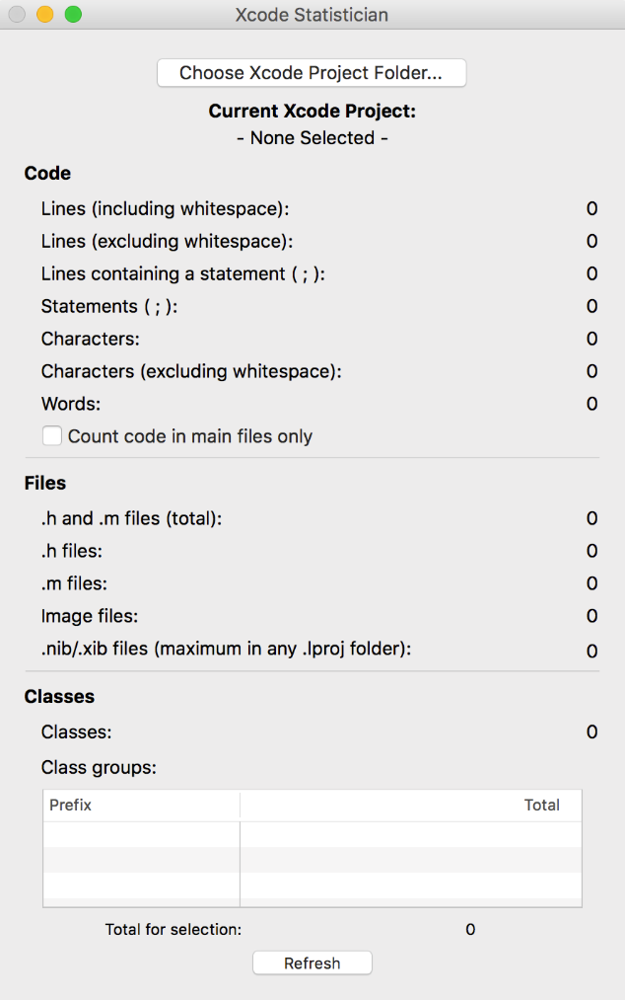 Xcode Statistician
Choose Xcode Project Folder...
Current Xcode Project:
- None Selected -
Code
Lines (including whitespace): 0
Lines (excluding whitespace): 0
Lines containing a statement ( ; ): 0
Statements ( ; ): 0
Characters: 0
Characters (excluding whitespace): 0
Words: 0
Count code in main files only
Files
.h and .m files (total): 0
.h files: 0
.m files: 0
Image files: 0
.nib/.xib files (maximum in any .lproj folder): 0
Classes
Classes: 0
Class groups:
Prefix Total
Total for selection: 0
Refresh